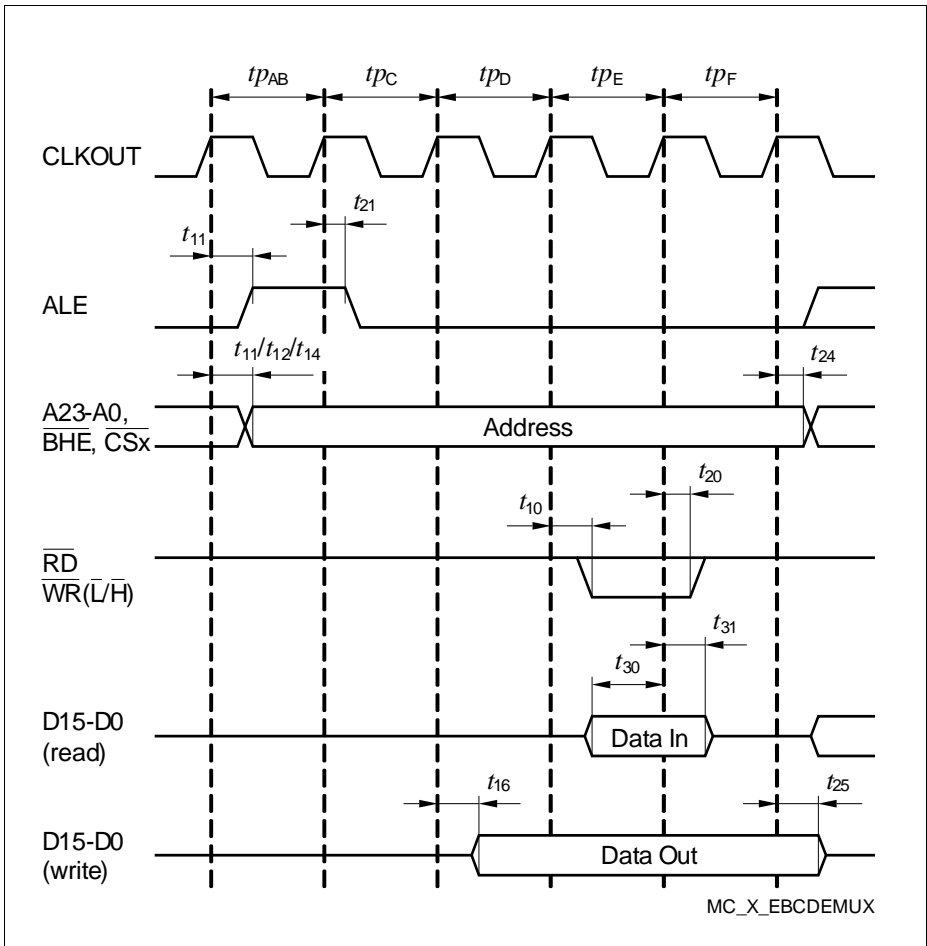 tpAB tpC tpD tpE tpF
CLKOUT
t21
t11
ALE
t11/t12/t14
t24
A23-A0,
BHE, CSx
Address
t20
t10
RD
WR(L/H)
t31
t30
D15-D0
(read)
Data In
t16 t25
D15-D0
(write)
Data Out
MC_X_EBCDEMUX